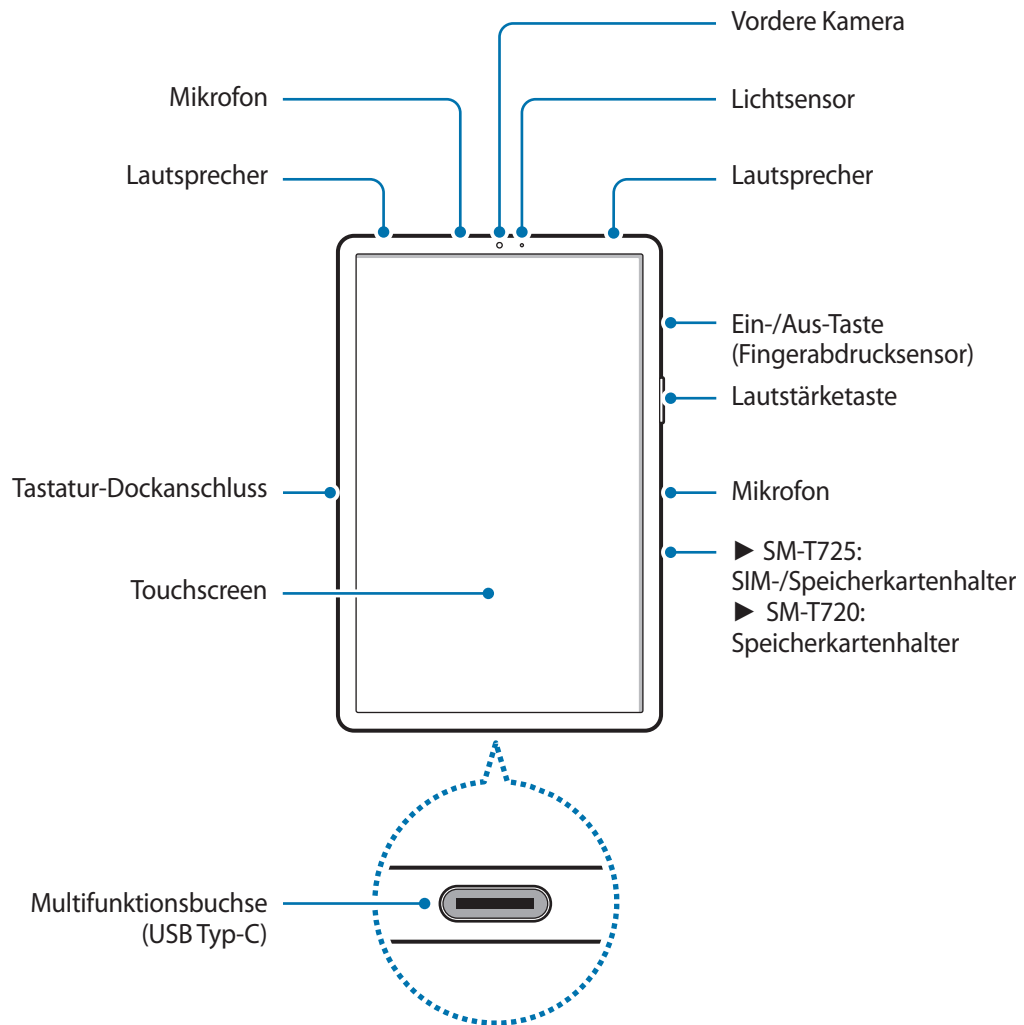 Vordere Kamera
Mikrofon
Lichtsensor
Lautsprecher
Lautsprecher
Ein-/Aus-Taste
(Fingerabdrucksensor)
Lautstärketaste
Tastatur-Dockanschluss
Mikrofon
► SM-T725:
SIM-/Speicherkartenhalter
► SM-T720:
Speicherkartenhalter
Touchscreen
Multifunktionsbuchse
(USB Typ-C)